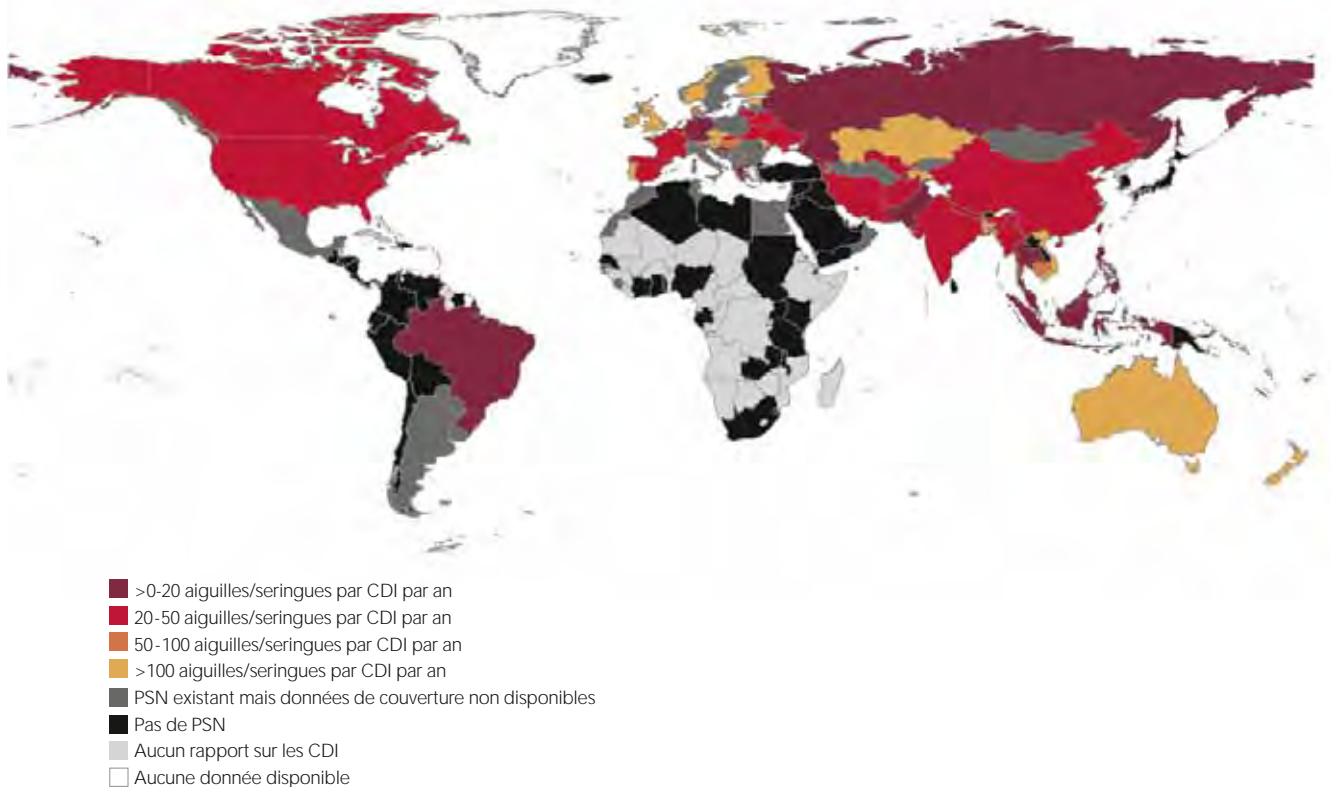 >0-20 aiguilles/seringues par CDI par an
20-50 aiguilles/seringues par CDI par an
50-100 aiguilles/seringues par CDI par an
>100 aiguilles/seringues par CDI par an
PSN existant mais données de couverture non disponibles
Pas de PSN
Aucun rapport sur les CDI
Aucune donnée disponible